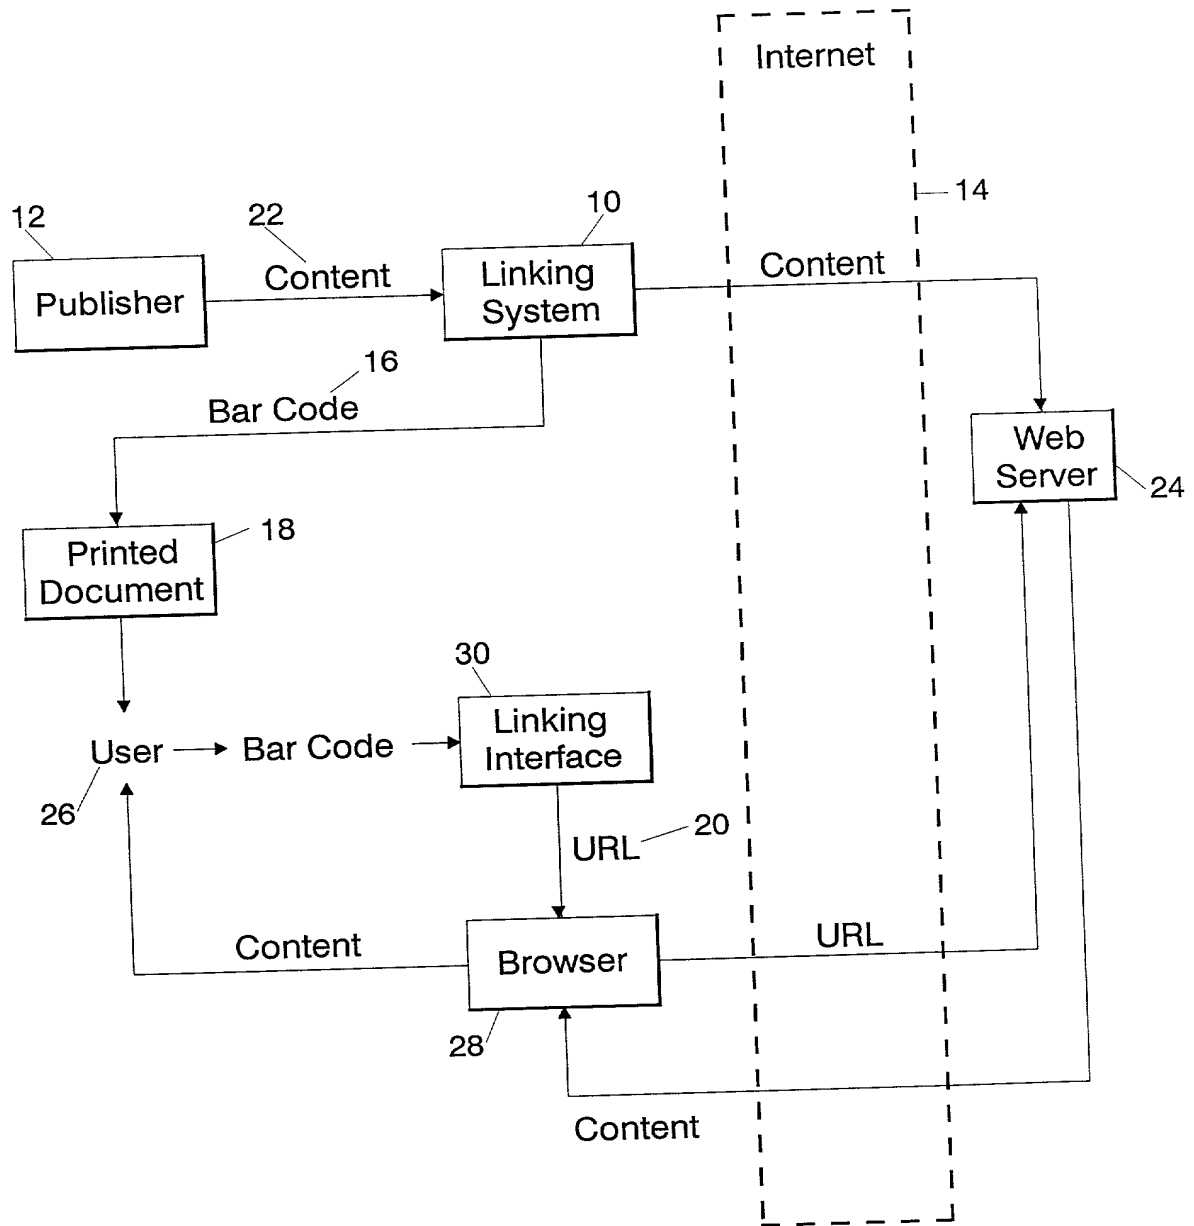 Internet
14
12
22
10
Content
Publisher
Linking
System
Content
16
Bar Code
Web
Server
24
18
Printed
Document
30
Linking
Interface
User
Bar Code
26
20
URL
Content
Browser
URL
28
Content